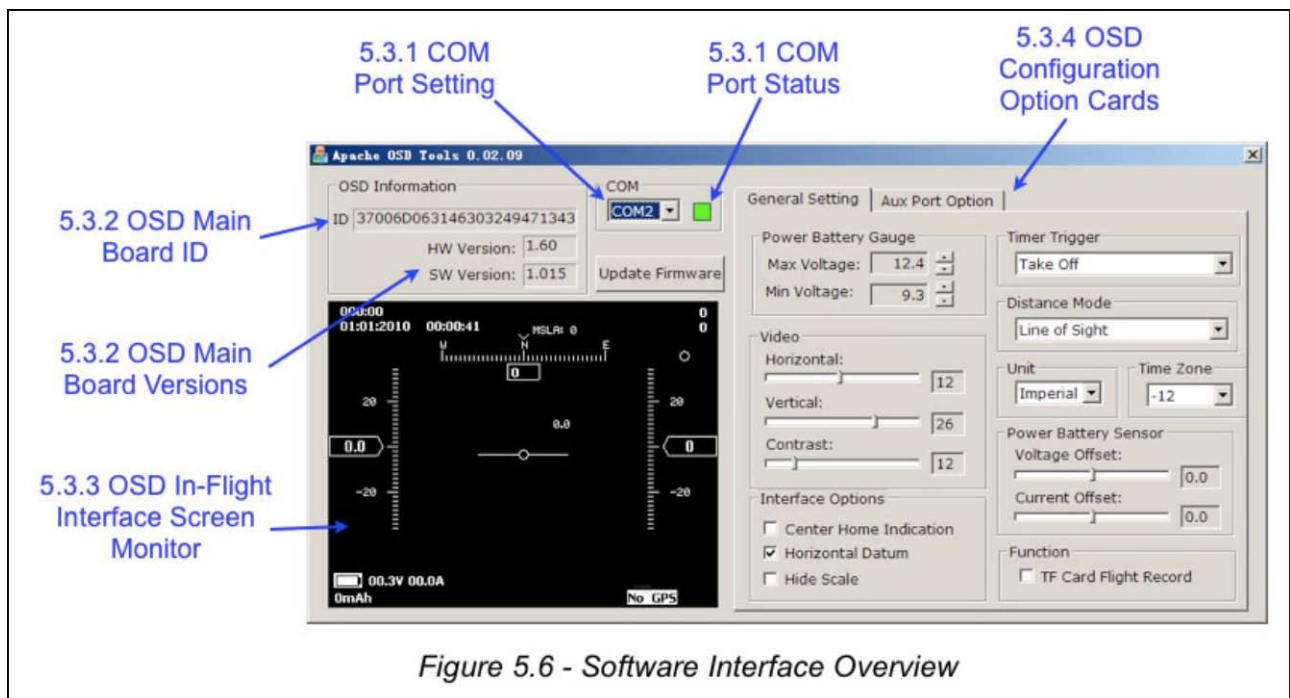 5.3.1 COM
Port Setting
5.3.1 COM
Port Status
5.3.4 OSD
Configuration
Option Cards
5.3.2 OSD Main
Board ID
5.3.2 OSD Main
Board Versions
5.3.3 OSD In-Flight
Interface Screen
Monitor
Apache OSD Tools 0.02.09
OSD Information
ID 37006D063146303249471343
HW Version: 1.60
SW Version: 1.015
COM
COM2
Update Firmware
000:00
0
01:01:2010 00:00:41 MSLA: 0
0
W N E
0
20
20
0.0
0.0
0
-20
-20
00.3V 00.0A
0mAh
No GPS
General Setting
Aux Port Option
Power Battery Gauge
Max Voltage: 12.4
Min Voltage: 9.3
Video
Horizontal:
12
Vertical:
26
Contrast:
12
Interface Options
Center Home Indication
Horizontal Datum
Hide Scale
Timer Trigger
Take Off
Distance Mode
Line of Sight
Unit
Imperial
Time Zone
-12
Power Battery Sensor
Voltage Offset:
0.0
Current Offset:
0.0
Function
TF Card Flight Record
Figure 5.6 - Software Interface Overview